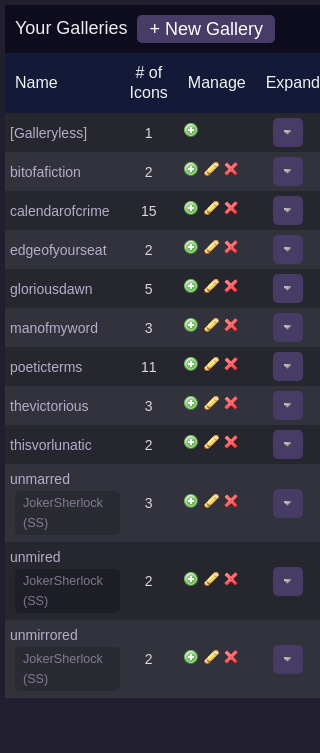 Your Galleries + New Gallery
Name # of Icons Manage Expand
[Galleryless] 1
bitofafiction 2
calendarofcrime 15
edgeofyourseat 2
gloriousdawn 5
manofmyword 3
poeticterms 11
thevictorious 3
thisvorlunatic 2
unmarred
JokerSherlock
(SS)
3
unmired
JokerSherlock
(SS)
2
unmirrored
JokerSherlock
(SS)
2